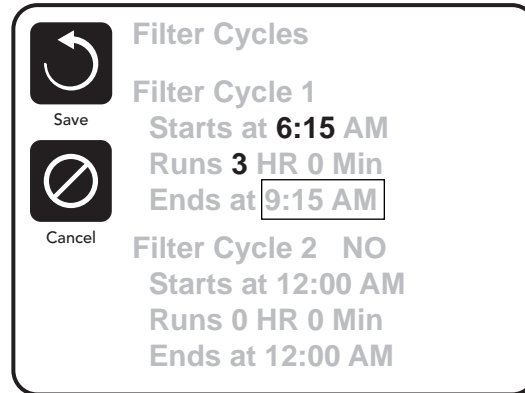 Filter Cycles
Save
Filter Cycle 1
Starts at 6:15 AM
Runs 3 HR 0 Min
Ends at 9:15 AM
Cancel
Filter Cycle 2 NO
Starts at 12:00 AM
Runs 0 HR 0 Min
Ends at 12:00 AM